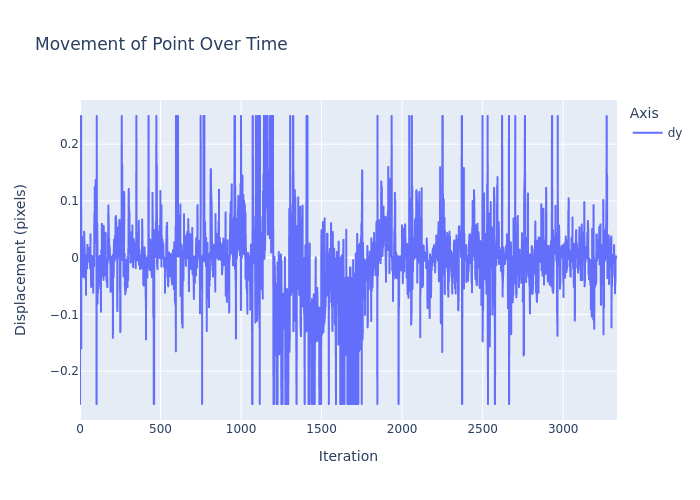 Movement of Point Over Time
Axis
dy
Displacement (pixels)
0.2
0.1
0
−0.1
−0.2
0 500 1000 1500 2000 2500 3000
Iteration